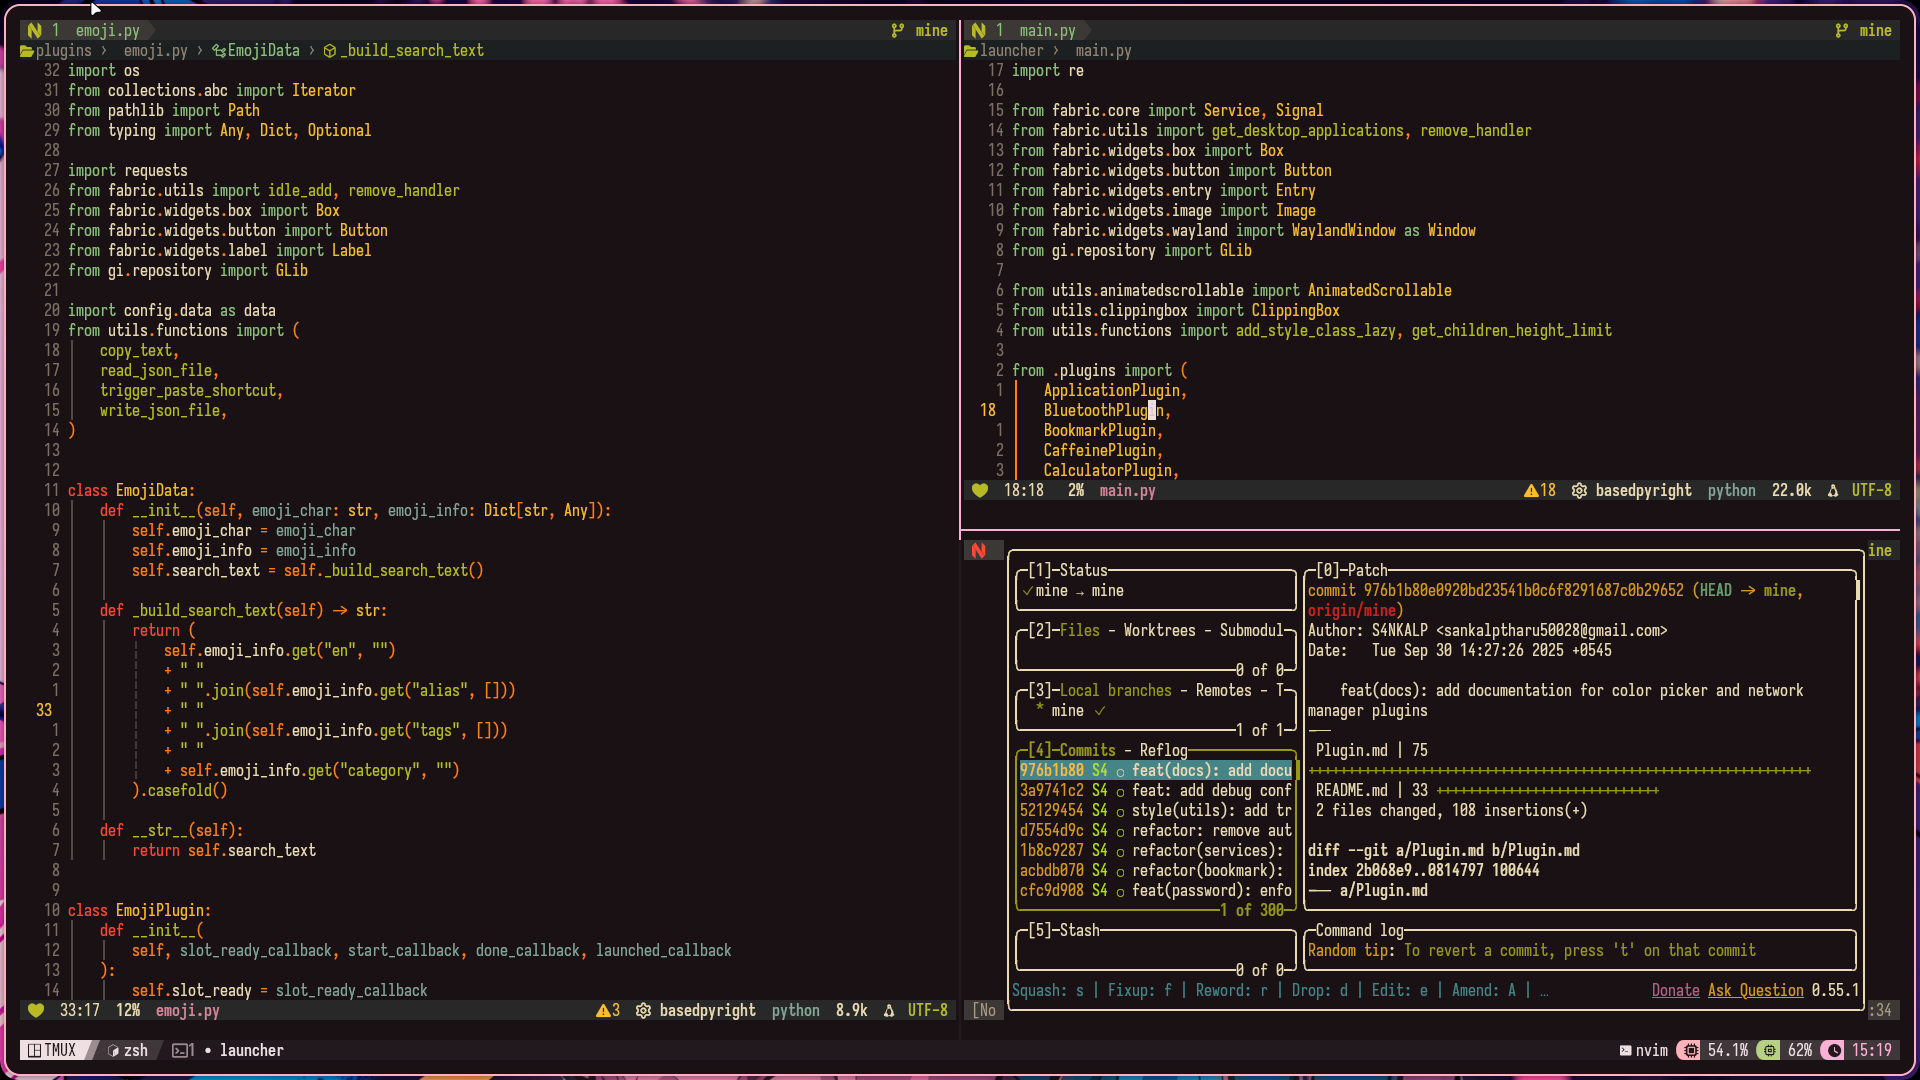 1 emoji.py mine
plugins › emoji.py › EmojiData › _build_search_text
32 import os
31 from collections.abc import Iterator
30 from pathlib import Path
29 from typing import Any, Dict, Optional
28
27 import requests
26 from fabric.utils import idle_add, remove_handler
25 from fabric.widgets.box import Box
24 from fabric.widgets.button import Button
23 from fabric.widgets.label import Label
22 from gi.repository import GLib
21
20 import config.data as data
19 from utils.functions import (
18 copy_text,
17 read_json_file,
16 trigger_paste_shortcut,
15 write_json_file,
14 )
13
12
11 class EmojiData:
10 def __init__(self, emoji_char: str, emoji_info: Dict[str, Any]):
9 self.emoji_char = emoji_char
8 self.emoji_info = emoji_info
7 self.search_text = self._build_search_text()
6
5 def _build_search_text(self) -> str:
4 return (
3 self.emoji_info.get("en", "")
2 + " "
1 + " ".join(self.emoji_info.get("alias", []))
33 + " "
1 + " ".join(self.emoji_info.get("tags", []))
2 + " "
3 + self.emoji_info.get("category", "")
4 ).casefold()
5
6 def __str__(self):
7 return self.search_text
8
9
10 class EmojiPlugin:
11 def __init__(
12 self, slot_ready_callback, start_callback, done_callback, launched_callback
13 ):
14 self.slot_ready = slot_ready_callback
33:17 12% emoji.py 3 basedpyright python 8.9k UTF-8
1 main.py mine
launcher › main.py
17 import re
16
15 from fabric.core import Service, Signal
14 from fabric.utils import get_desktop_applications, remove_handler
13 from fabric.widgets.box import Box
12 from fabric.widgets.button import Button
11 from fabric.widgets.entry import Entry
10 from fabric.widgets.image import Image
9 from fabric.widgets.wayland import WaylandWindow as Window
8 from gi.repository import GLib
7
6 from utils.animatedscrollable import AnimatedScrollable
5 from utils.clippingbox import ClippingBox
4 from utils.functions import add_style_class_lazy, get_children_height_limit
3
2 from .plugins import (
1 ApplicationPlugin,
18 BluetoothPlugin,
1 BookmarkPlugin,
2 CaffeinePlugin,
3 CalculatorPlugin,
18:18 2% main.py 18 basedpyright python 22.0k UTF-8
ine
[1]─Status
✓ mine → mine
[2]─Files - Worktrees - Submodul
0 of 0
[3]─Local branches - Remotes - T
* mine ✓
1 of 1
[4]─Commits - Reflog
976b1b80 S4 ○ feat(docs): add docu
3a9741c2 S4 ○ feat: add debug conf
52129454 S4 ○ style(utils): add tr
d7554d9c S4 ○ refactor: remove aut
1b8c9287 S4 ○ refactor(services):
acbdb070 S4 ○ refactor(bookmark):
cfc9d908 S4 ○ feat(password): enfo
1 of 300
[5]─Stash
0 of 0
[0]─Patch
commit 976b1b80e0920bd23541b0c6f8291687c0b29652 (HEAD -> mine,
origin/mine)
Author: S4NKALP <sankalptharu50028@gmail.com>
Date: Tue Sep 30 14:27:26 2025 +0545
feat(docs): add documentation for color picker and network
manager plugins
---
Plugin.md | 75
+++++++++++++++++++++++++++++++++++++++++++++++++++++++++++++++
README.md | 33 ++++++++++++++++++++++++++++
2 files changed, 108 insertions(+)
diff --git a/Plugin.md b/Plugin.md
index 2b068e9..0814797 100644
--- a/Plugin.md
Command log
Random tip: To revert a commit, press 't' on that commit
Squash: s | Fixup: f | Reword: r | Drop: d | Edit: e | Amend: A | … Donate Ask Question 0.55.1
[No :34
TMUX zsh 1 • launcher nvim 54.1% 62% 15:19